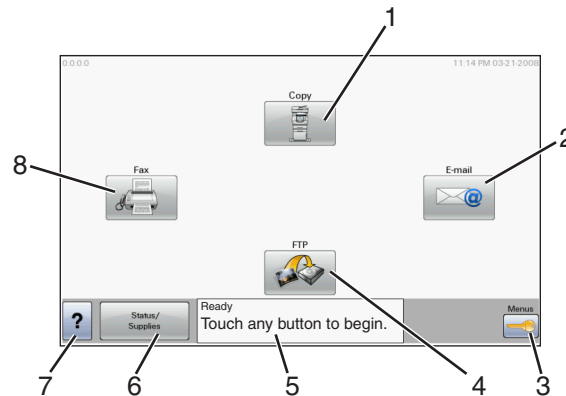 1
0.0.0.0
11:14 PM 03-21-2008
Copy
2
8
Fax
E-mail
@
FTP
Ready
Touch any button to begin.
?
Status/
Supplies
Menus
7
6
5
4
3